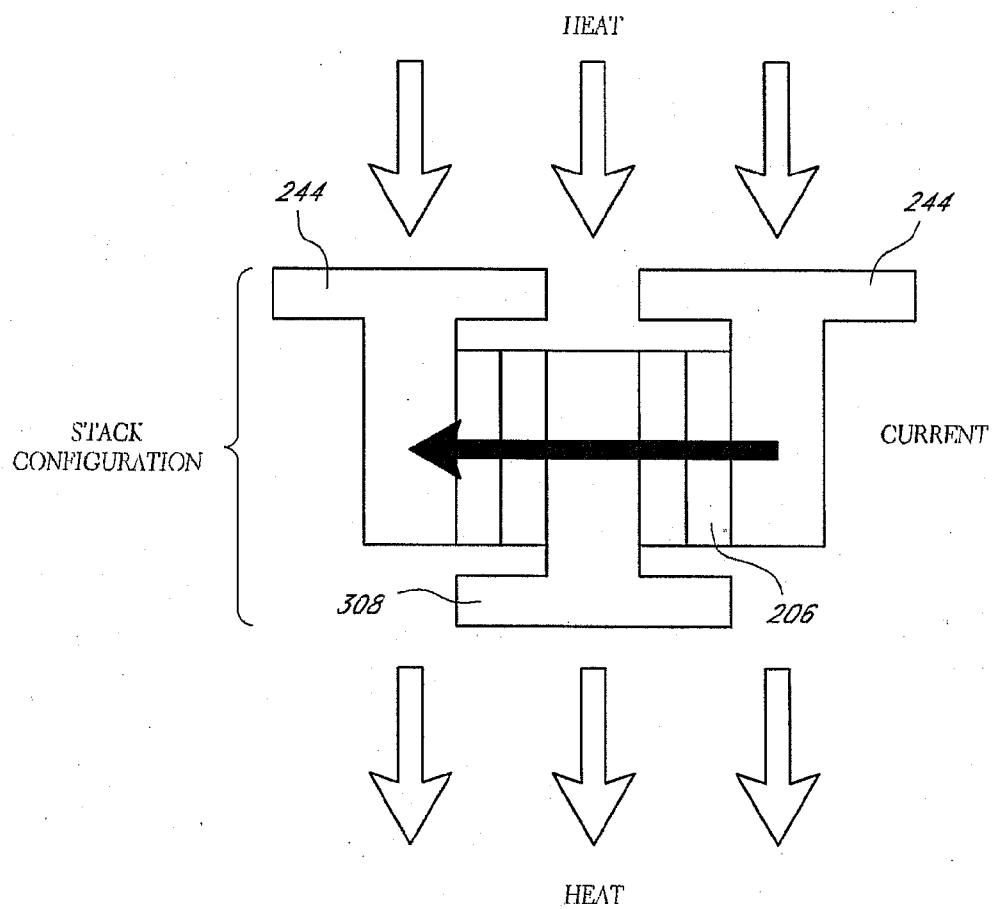 HEAT
244
244
STACK
CONFIGURATION
CURRENT
308
206
HEAT